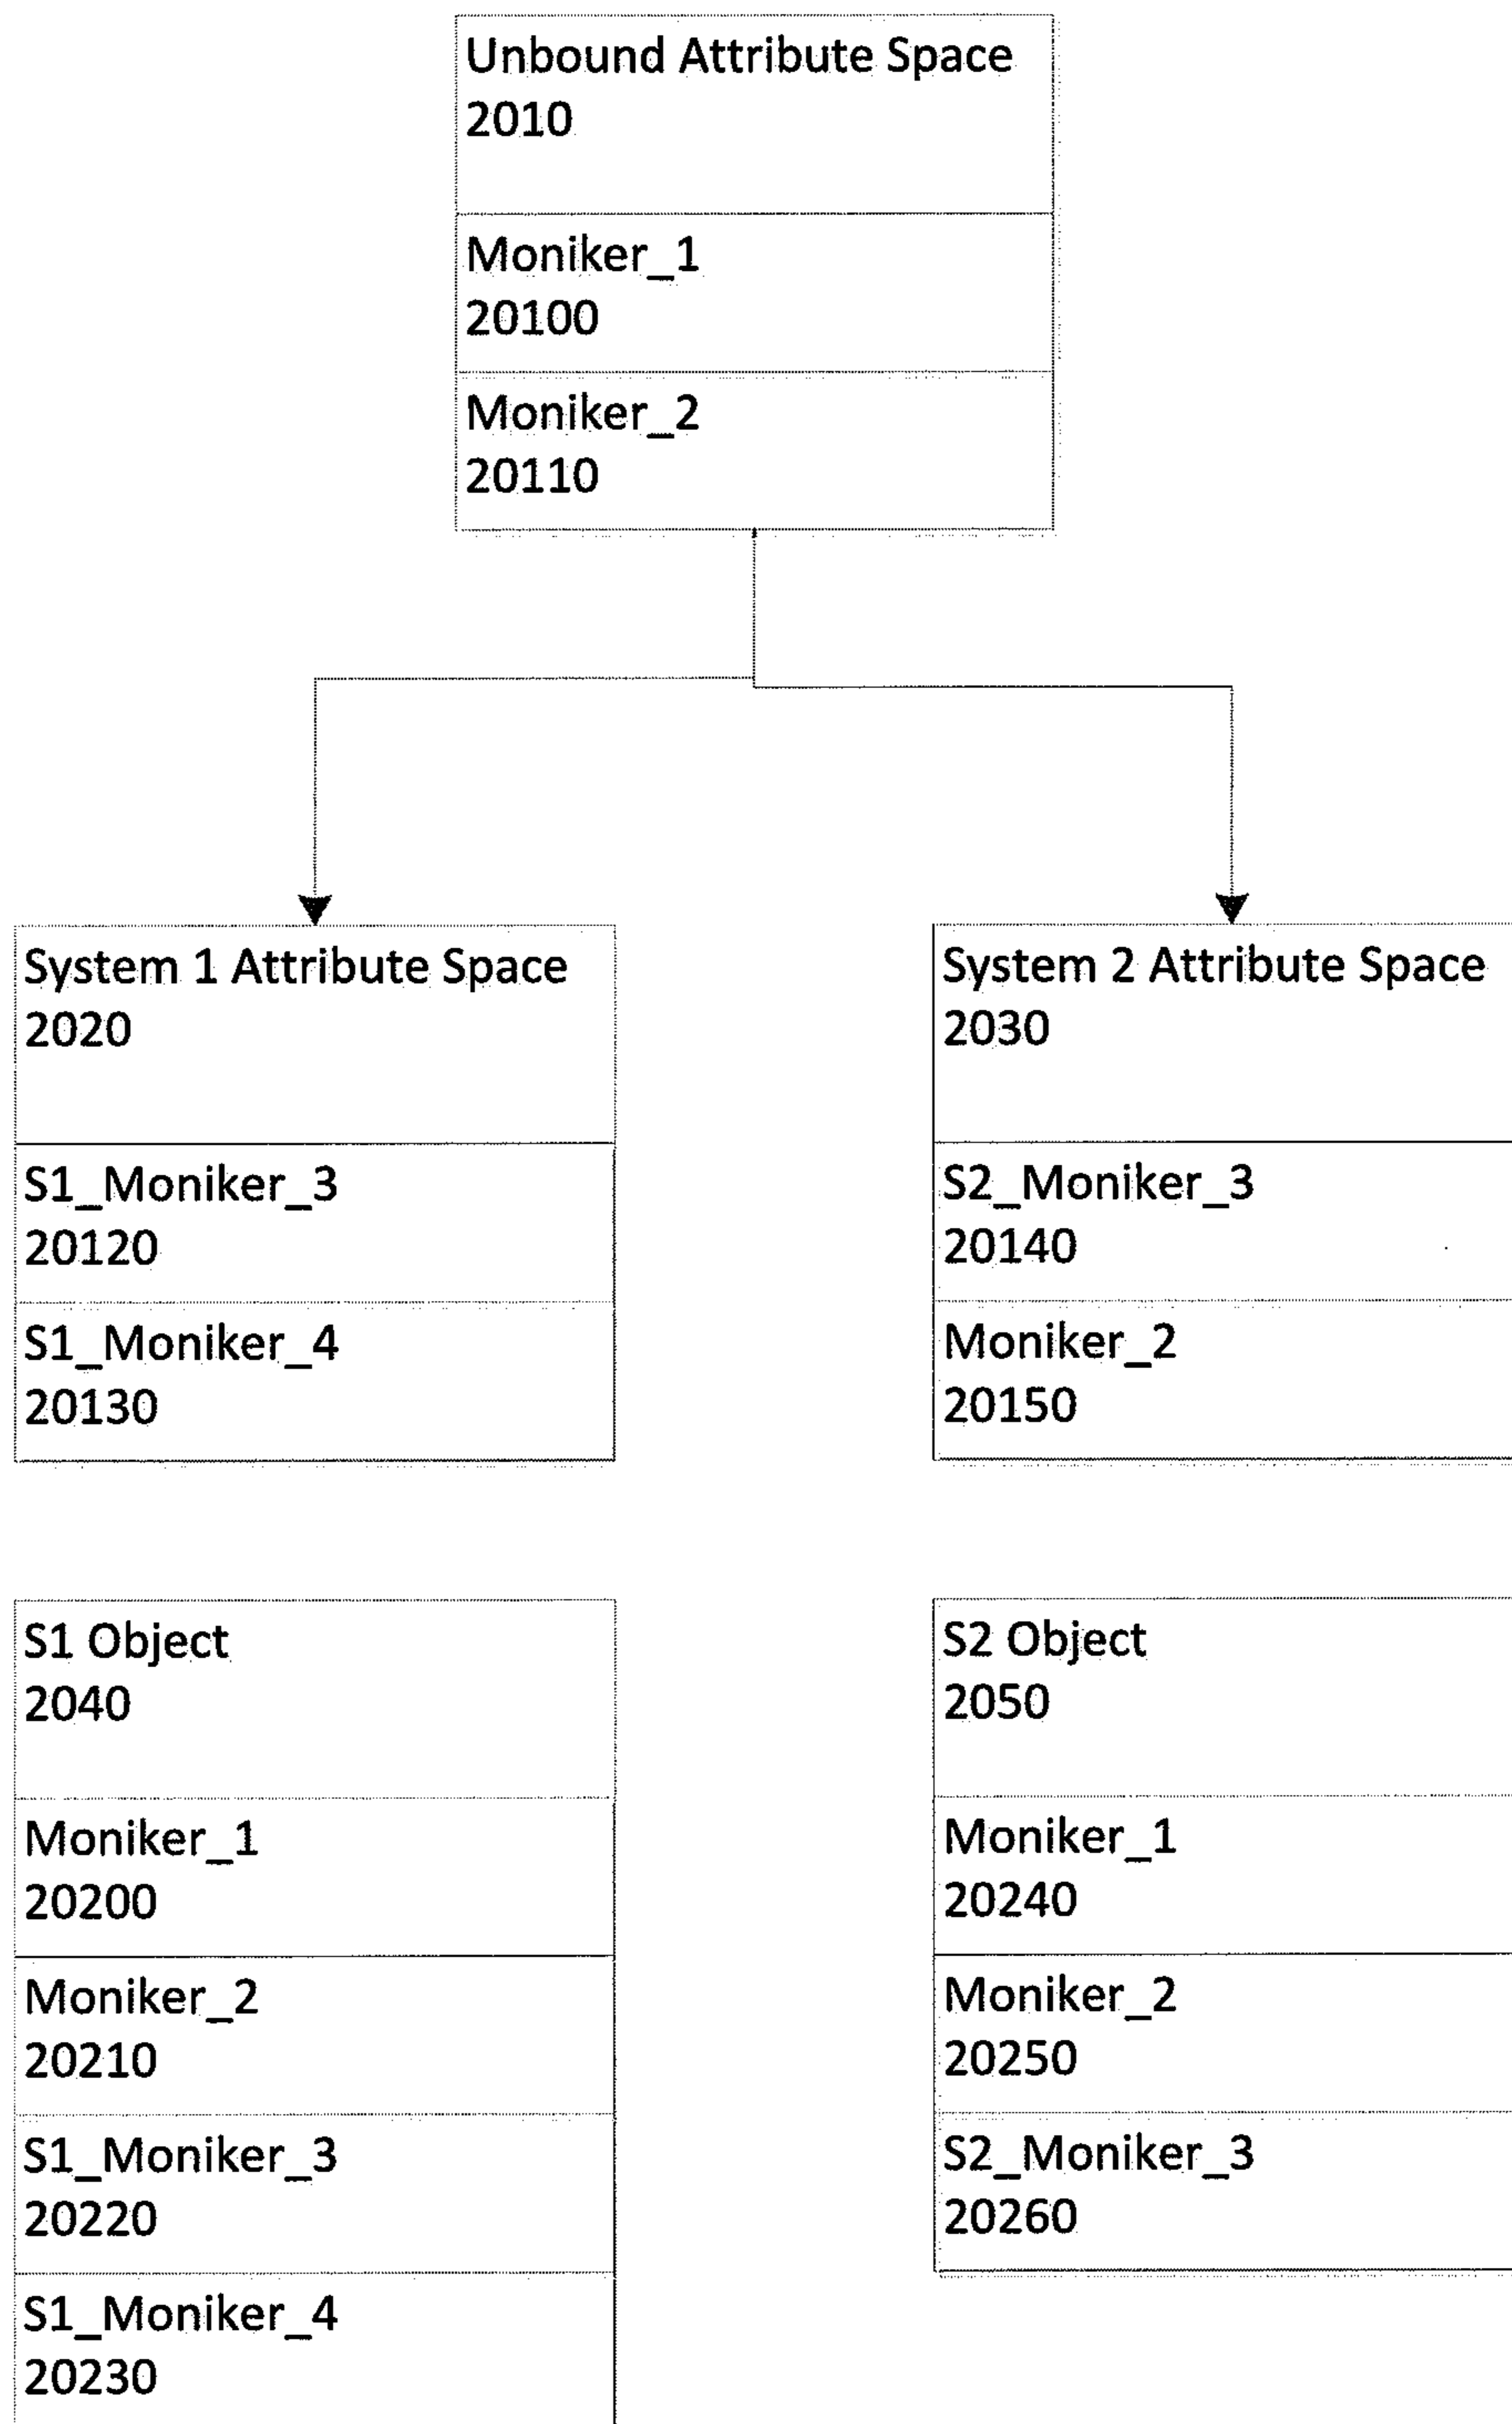 Unbound Attribute Space
2010
Moniker_1
20100
Moniker_2
20110
System 1 Attribute Space
2020
S1_Moniker_3
20120
S1_Moniker_4
20130
System 2 Attribute Space
2030
S2_Moniker_3
20140
Moniker_2
20150
S1 Object
2040
Moniker_1
20200
Moniker_2
20210
S1_Moniker_3
20220
S1_Moniker_4
20230
S2 Object
2050
Moniker_1
20240
Moniker_2
20250
S2_Moniker_3
20260